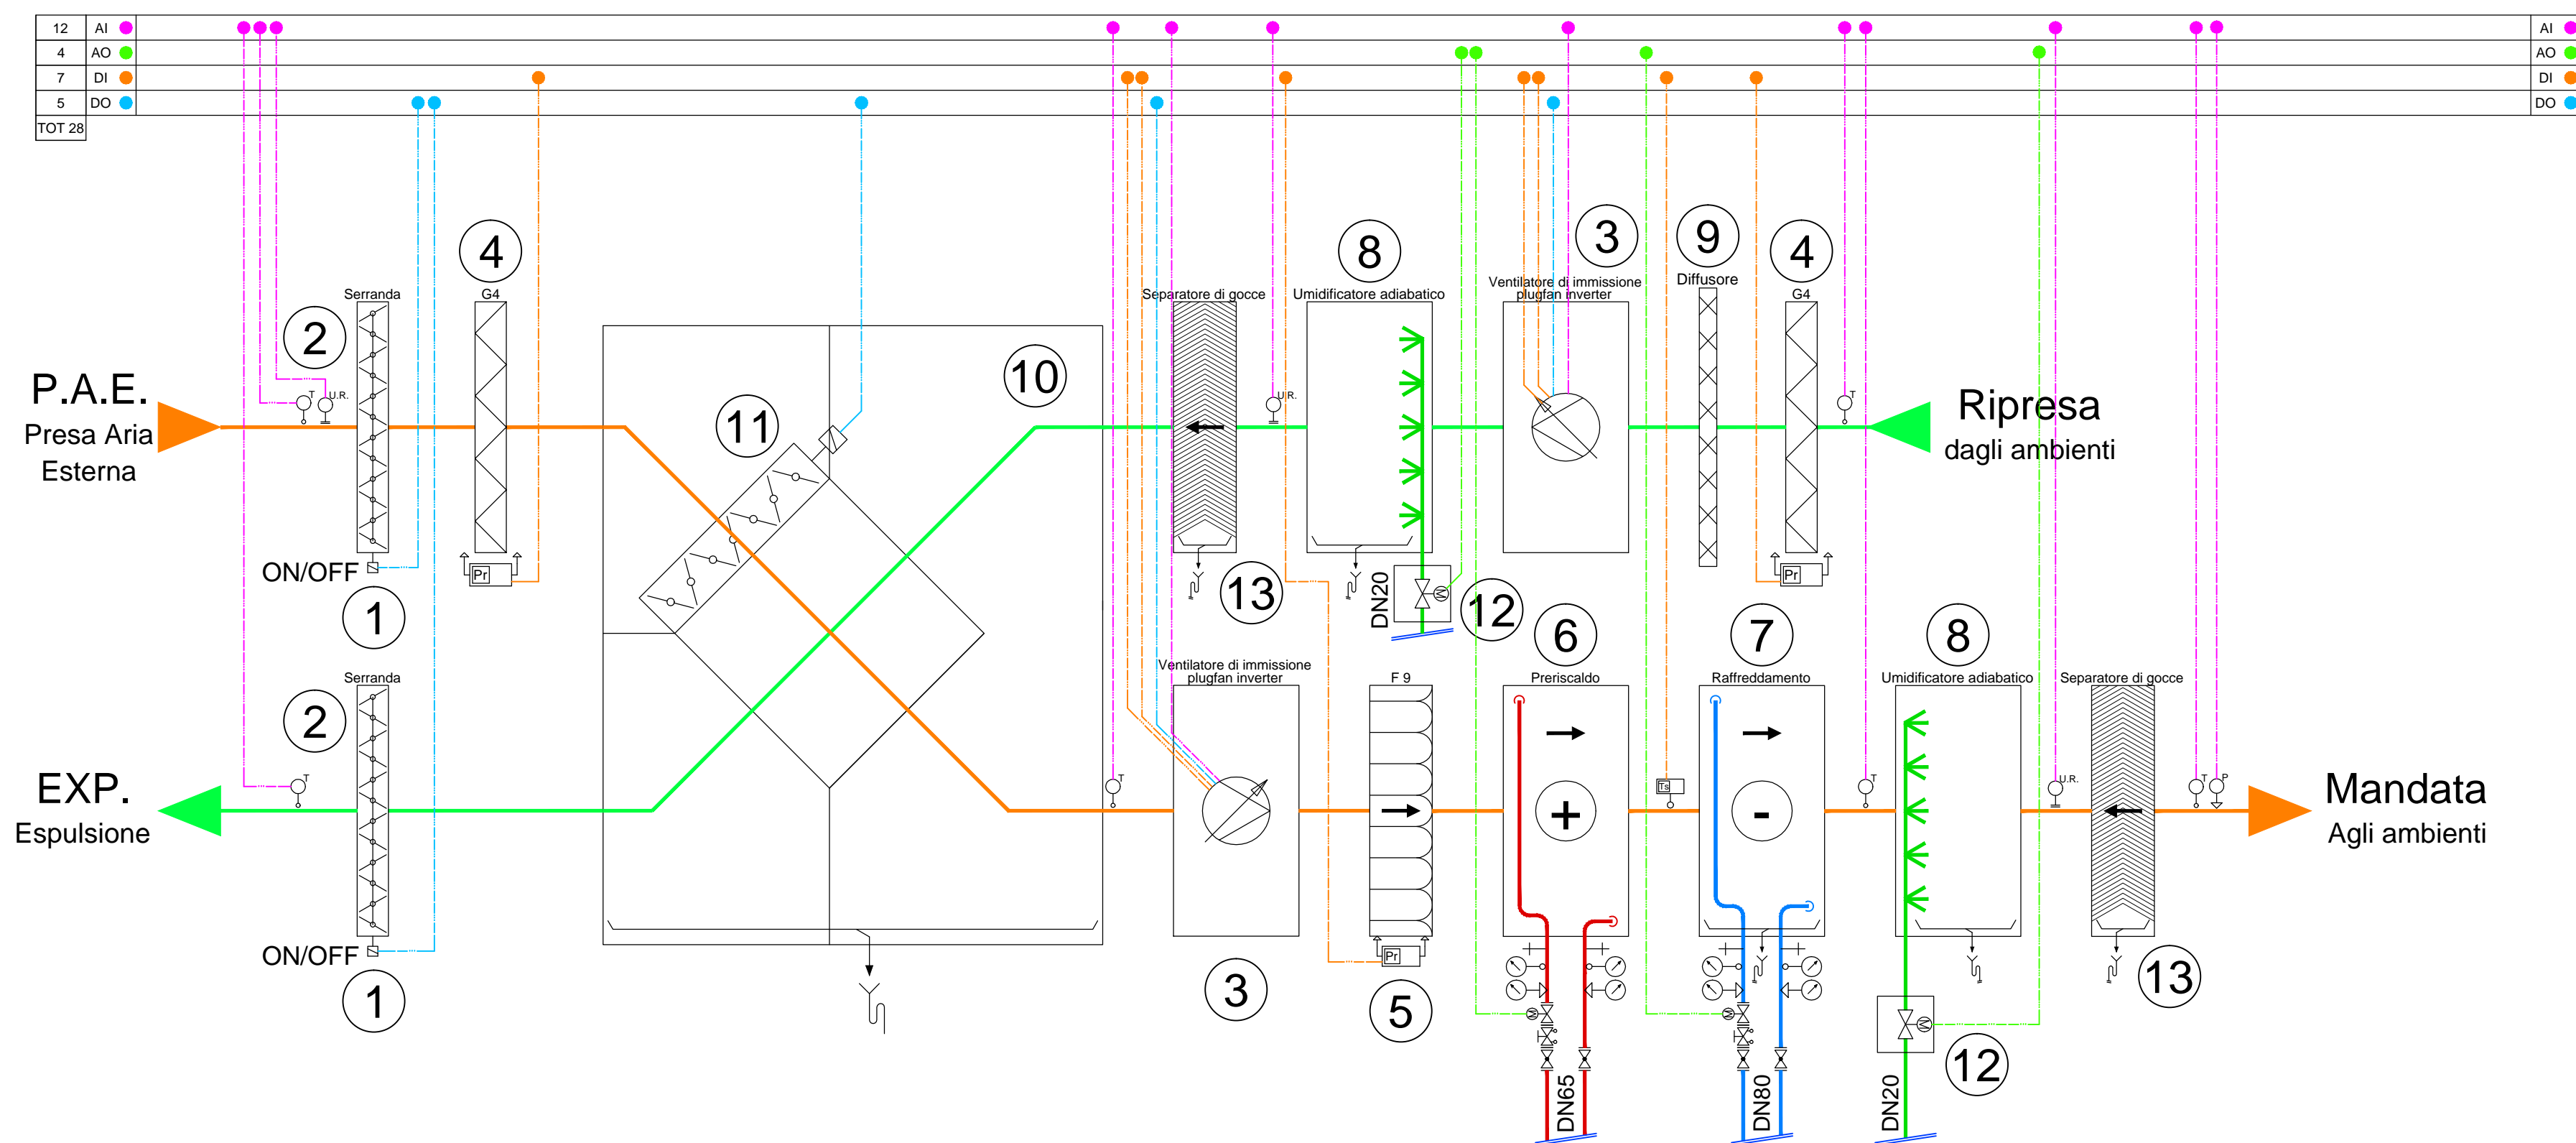 12 AI AI
4 AO AO
7 DI DI
5 DO DO
TOT 28
4
8
3
9
4
Serranda
G4
Separatore di gocce
Umidificatore adiabatico
Ventilatore di immissione
plugfan inverter
Diffusore
G4
2
10
11
T
U.R.
U.R.
T
P.A.E.
Presa Aria
Esterna
Ripresa
dagli ambienti
ON/OFF
Pr
Pr
1
13
DN20
M
12
6
7
8
Serranda
Ventilatore di immissione
plugfan inverter
F 9
Preriscaldo
Raffreddamento
Umidificatore adiabatico
Separatore di gocce
2
T
T
Ts
T
U.R.
T
P
EXP.
Espulsione
+
-
Mandata
Agli ambienti
ON/OFF
Pr
1
3
5
13
M
M
M
12
DN65
DN80
DN20